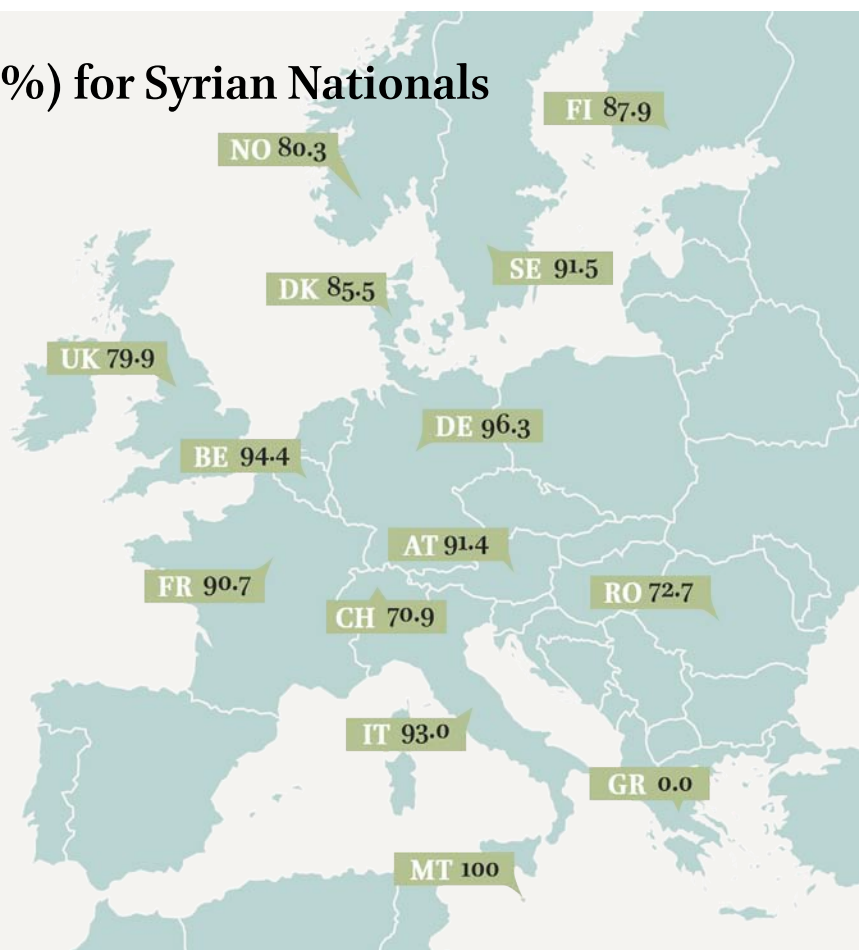 %) for Syrian Nationals
FI 87.9
NO 80.3
SE 91.5
DK 85.5
UK 79.9
DE 96.3
BE 94.4
AT 91.4
FR 90.7
RO 72.7
CH 70.9
IT 93.0
GR 0.0
MT 100